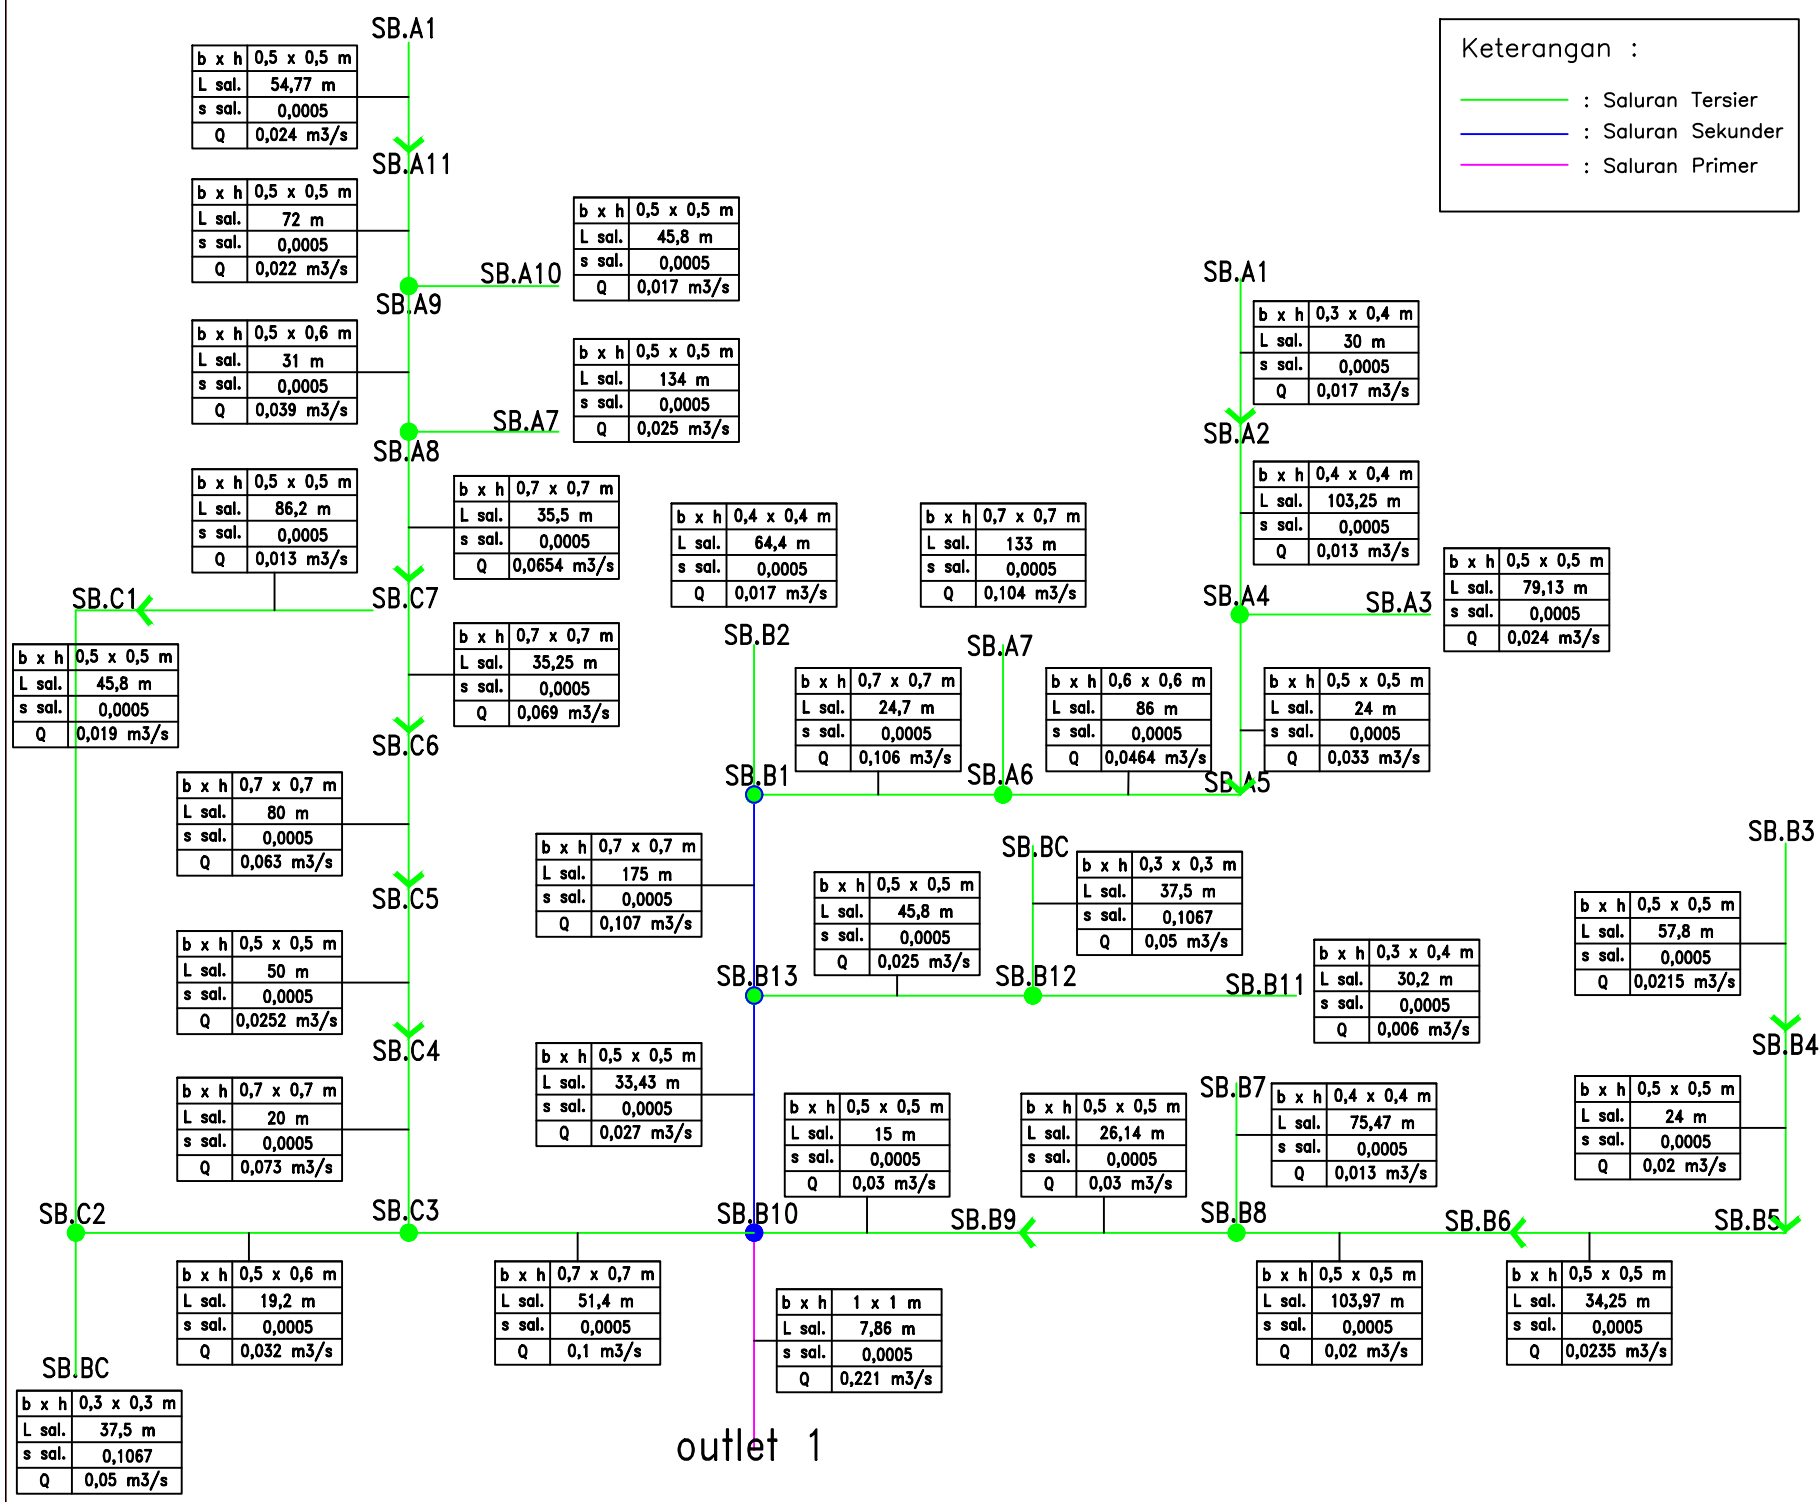 SB.A1
b x h 0,5 x 0,5 m
L sal. 54,77 m
s sal. 0,0005
Q 0,024 m3/s
Keterangan :
: Saluran Tersier
: Saluran Sekunder
: Saluran Primer
SB.A11
b x h 0,5 x 0,5 m
L sal. 72 m
s sal. 0,0005
Q 0,022 m3/s
SB.A10
b x h 0,5 x 0,5 m
L sal. 45,8 m
s sal. 0,0005
Q 0,017 m3/s
SB.A9
b x h 0,5 x 0,6 m
L sal. 31 m
s sal. 0,0005
Q 0,039 m3/s
SB.A7
b x h 0,5 x 0,5 m
L sal. 134 m
s sal. 0,0005
Q 0,025 m3/s
SB.A8
b x h 0,5 x 0,5 m
L sal. 86,2 m
s sal. 0,0005
Q 0,013 m3/s
b x h 0,7 x 0,7 m
L sal. 35,5 m
s sal. 0,0005
Q 0,0654 m3/s
SB.C1
SB.C7
b x h 0,5 x 0,5 m
L sal. 45,8 m
s sal. 0,0005
Q 0,019 m3/s
b x h 0,7 x 0,7 m
L sal. 35,25 m
s sal. 0,0005
Q 0,069 m3/s
SB.C6
b x h 0,7 x 0,7 m
L sal. 80 m
s sal. 0,0005
Q 0,063 m3/s
SB.C5
b x h 0,5 x 0,5 m
L sal. 50 m
s sal. 0,0005
Q 0,0252 m3/s
SB.C4
b x h 0,7 x 0,7 m
L sal. 20 m
s sal. 0,0005
Q 0,073 m3/s
SB.C2
SB.C3
b x h 0,5 x 0,6 m
L sal. 19,2 m
s sal. 0,0005
Q 0,032 m3/s
b x h 0,7 x 0,7 m
L sal. 51,4 m
s sal. 0,0005
Q 0,1 m3/s
SB.BC
b x h 0,3 x 0,3 m
L sal. 37,5 m
s sal. 0,1067
Q 0,05 m3/s
SB.A1
b x h 0,3 x 0,4 m
L sal. 30 m
s sal. 0,0005
Q 0,017 m3/s
SB.A2
b x h 0,4 x 0,4 m
L sal. 103,25 m
s sal. 0,0005
Q 0,013 m3/s
SB.A4
SB.A3
b x h 0,5 x 0,5 m
L sal. 79,13 m
s sal. 0,0005
Q 0,024 m3/s
b x h 0,4 x 0,4 m
L sal. 64,4 m
s sal. 0,0005
Q 0,017 m3/s
SB.B2
b x h 0,7 x 0,7 m
L sal. 133 m
s sal. 0,0005
Q 0,104 m3/s
SB.A7
b x h 0,7 x 0,7 m
L sal. 24,7 m
s sal. 0,0005
Q 0,106 m3/s
b x h 0,6 x 0,6 m
L sal. 86 m
s sal. 0,0005
Q 0,0464 m3/s
b x h 0,5 x 0,5 m
L sal. 24 m
s sal. 0,0005
Q 0,033 m3/s
SB.B1
SB.A6
SB.A5
b x h 0,7 x 0,7 m
L sal. 175 m
s sal. 0,0005
Q 0,107 m3/s
SB.BC
b x h 0,3 x 0,3 m
L sal. 37,5 m
s sal. 0,1067
Q 0,05 m3/s
b x h 0,5 x 0,5 m
L sal. 45,8 m
s sal. 0,0005
Q 0,025 m3/s
SB.B13
SB.B12
SB.B11
b x h 0,3 x 0,4 m
L sal. 30,2 m
s sal. 0,0005
Q 0,006 m3/s
SB.B3
b x h 0,5 x 0,5 m
L sal. 57,8 m
s sal. 0,0005
Q 0,0215 m3/s
SB.B4
b x h 0,5 x 0,5 m
L sal. 24 m
s sal. 0,0005
Q 0,02 m3/s
b x h 0,5 x 0,5 m
L sal. 33,43 m
s sal. 0,0005
Q 0,027 m3/s
b x h 0,5 x 0,5 m
L sal. 15 m
s sal. 0,0005
Q 0,03 m3/s
b x h 0,5 x 0,5 m
L sal. 26,14 m
s sal. 0,0005
Q 0,03 m3/s
SB.B7
b x h 0,4 x 0,4 m
L sal. 75,47 m
s sal. 0,0005
Q 0,013 m3/s
SB.B10
SB.B9
SB.B8
SB.B6
SB.B5
b x h 1 x 1 m
L sal. 7,86 m
s sal. 0,0005
Q 0,221 m3/s
b x h 0,5 x 0,5 m
L sal. 103,97 m
s sal. 0,0005
Q 0,02 m3/s
b x h 0,5 x 0,5 m
L sal. 34,25 m
s sal. 0,0005
Q 0,0235 m3/s
outlet 1